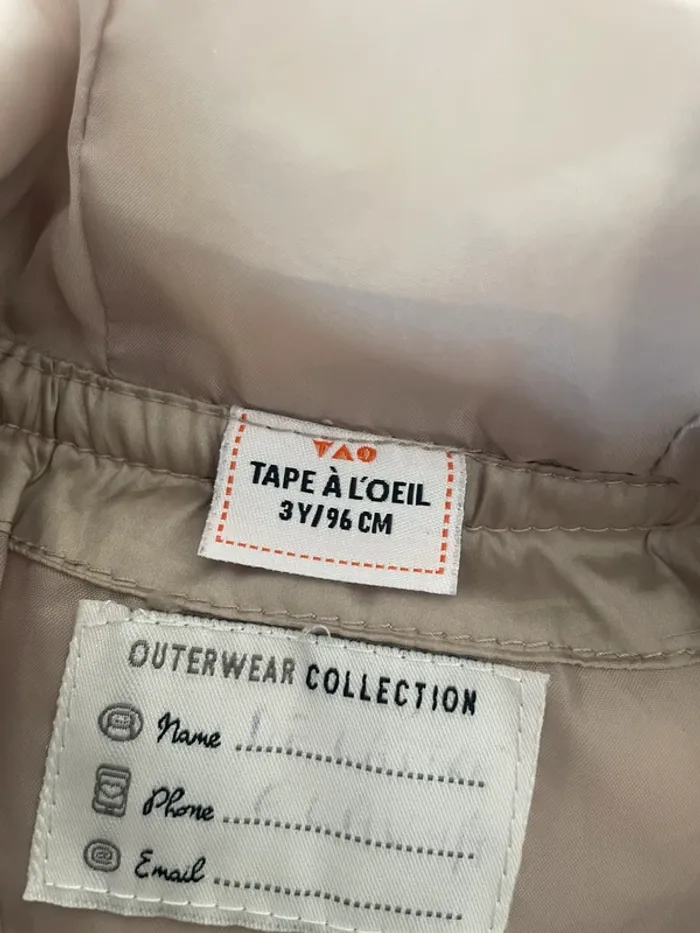 TAO
TAPE À L'OEIL
3Y/96 CM
OUTERWEAR COLLECTION
Name
Phone
Email